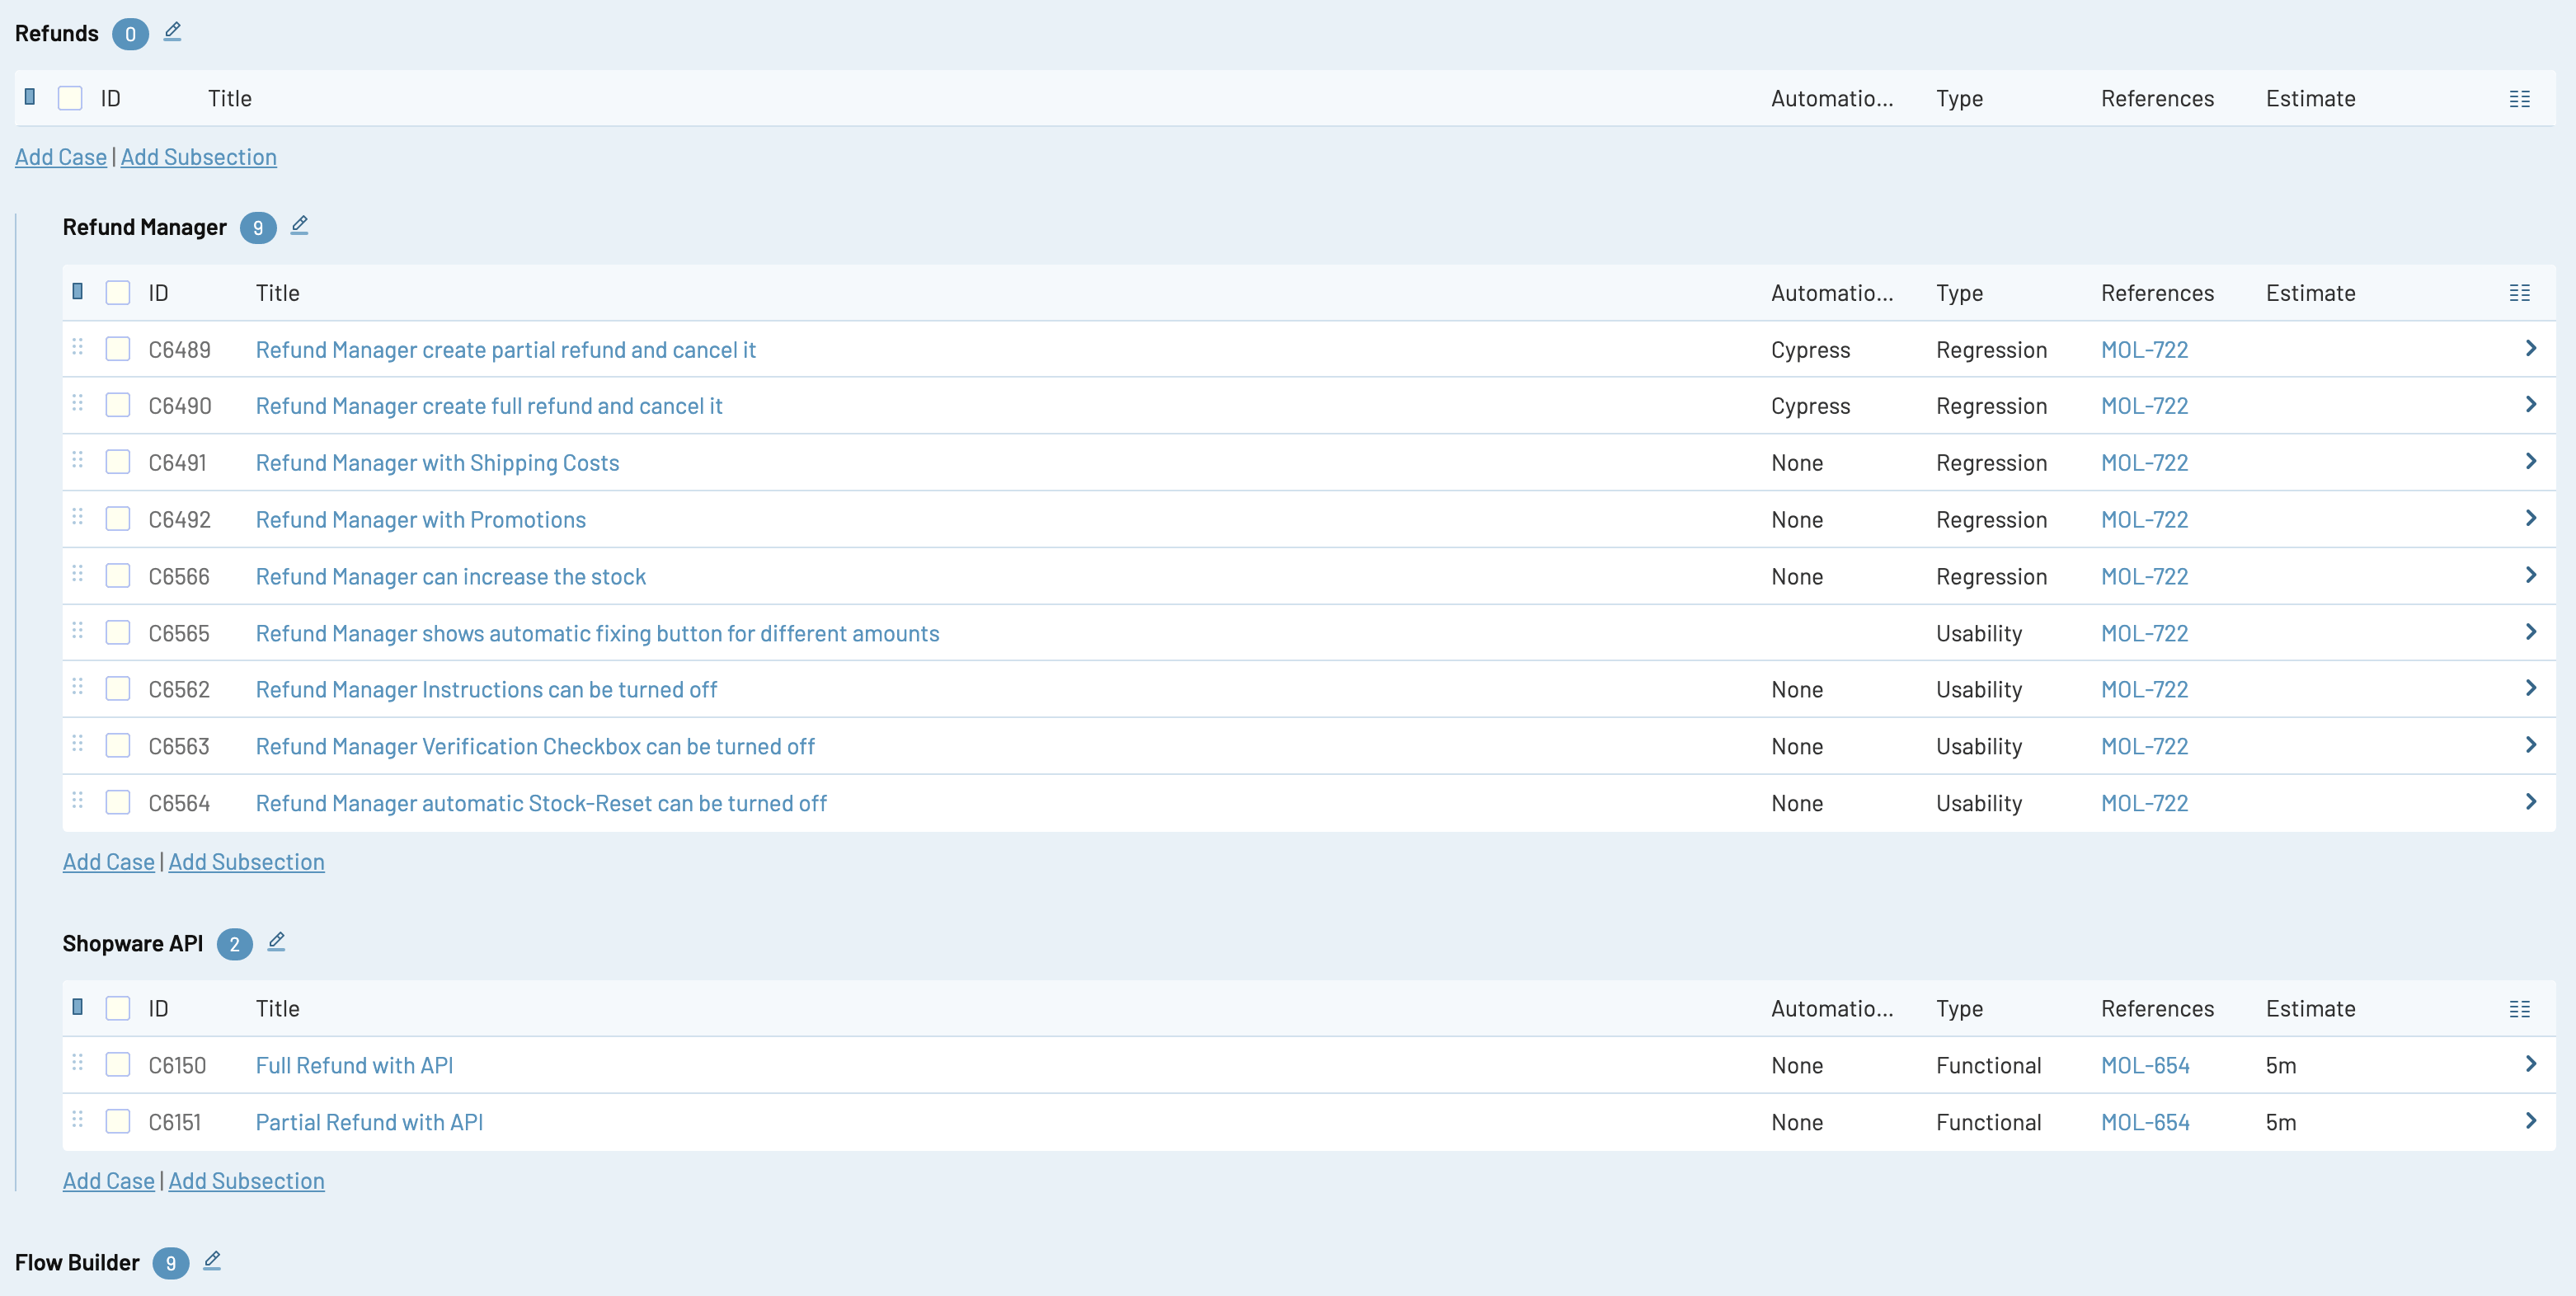 Refunds 0
ID Title Automatio... Type References Estimate
Add Case | Add Subsection
Refund Manager 9
ID Title Automatio... Type References Estimate
C6489 Refund Manager create partial refund and cancel it Cypress Regression MOL-722
C6490 Refund Manager create full refund and cancel it Cypress Regression MOL-722
C6491 Refund Manager with Shipping Costs None Regression MOL-722
C6492 Refund Manager with Promotions None Regression MOL-722
C6566 Refund Manager can increase the stock None Regression MOL-722
C6565 Refund Manager shows automatic fixing button for different amounts Usability MOL-722
C6562 Refund Manager Instructions can be turned off None Usability MOL-722
C6563 Refund Manager Verification Checkbox can be turned off None Usability MOL-722
C6564 Refund Manager automatic Stock-Reset can be turned off None Usability MOL-722
Add Case | Add Subsection
Shopware API 2
ID Title Automatio... Type References Estimate
C6150 Full Refund with API None Functional MOL-654 5m
C6151 Partial Refund with API None Functional MOL-654 5m
Add Case | Add Subsection
Flow Builder 9